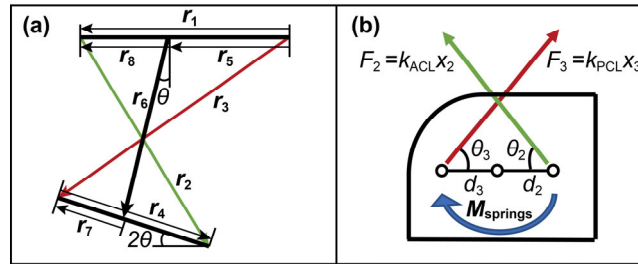 (a)
r1
r8
r5
r6
θ
r3
r2
r4
r7
2θ
(b)
F2=kACLx2
F3=kPCLx3
θ3
θ2
d3
d2
Msprings